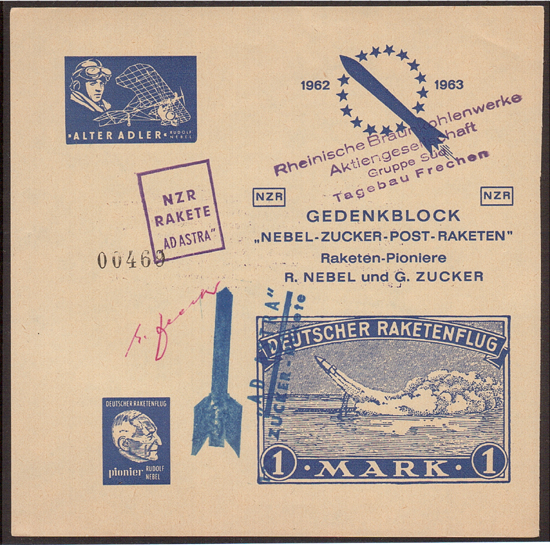 ·ALTER ADLER· RUDOLF NEBEL
1962 1963
Rheinische Braunkohlenwerke
Aktiengesellschaft
Gruppe Süd
Tagebau Frechen
NZR
RAKETE
„AD ASTRA"
00469
NZR NZR
GEDENKBLOCK
„NEBEL-ZUCKER-POST-RAKETEN"
Raketen-Pioniere
R. NEBEL und G. ZUCKER
ZUCKER-
DEUTSCHER RAKETENFLUG
1 · MARK · 1
DEUTSCHER RAKETENFLUG
pionier RUDOLF
NEBEL